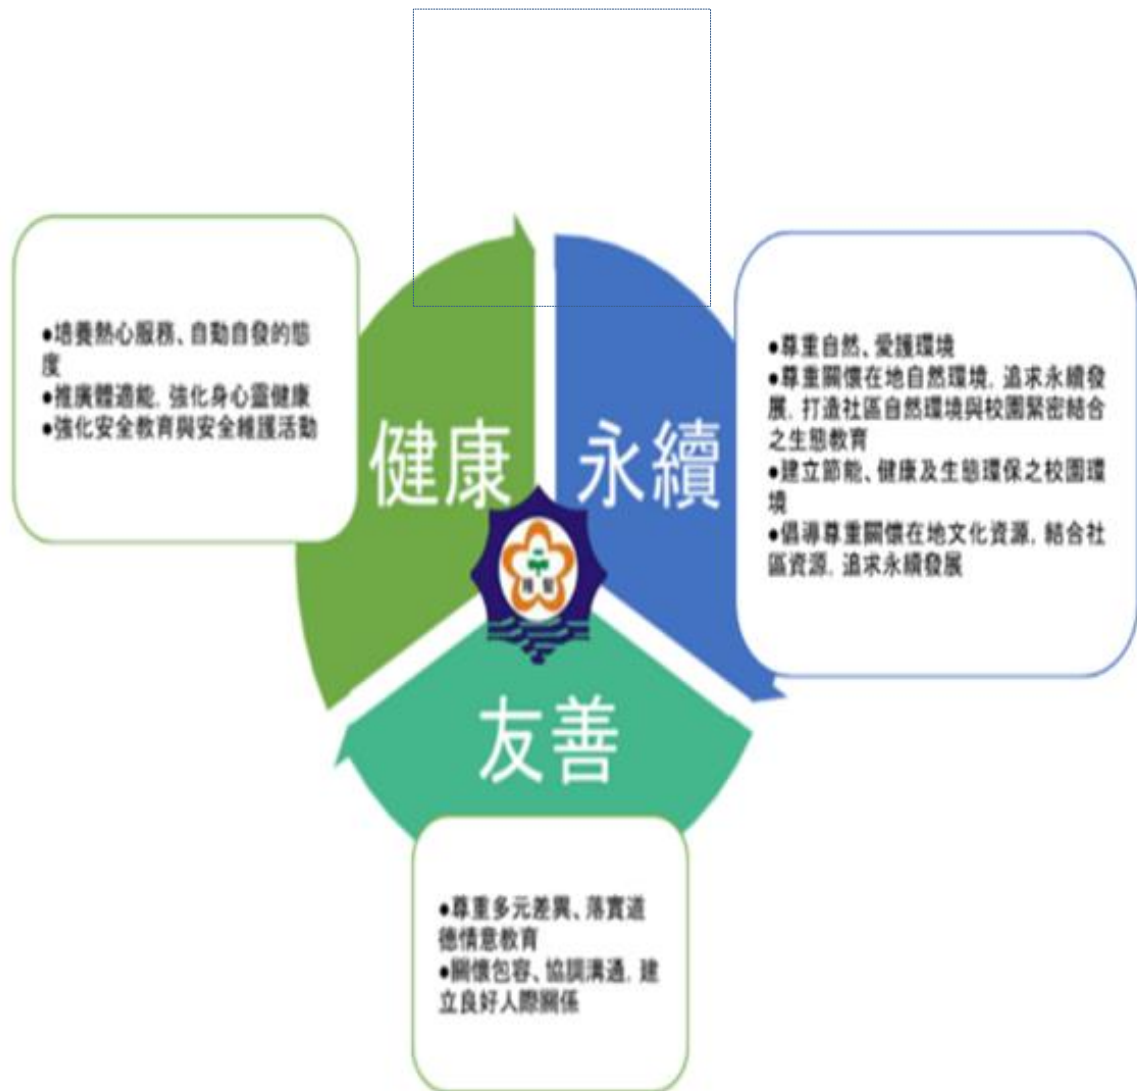 ●培養熱心服務、自動自發的態
度
●推廣體適能, 強化身心靈健康
●強化安全教育與安全維護活動
健康
永續
●尊重自然、愛護環境
●尊重關懷在地自然環境, 追求永續發
展, 打造社區自然環境與校園緊密結合
之生態教育
●建立節能、健康及生態環保之校園環
境
●倡導尊重關懷在地文化資源, 結合社
區資源, 追求永續發展
友善
●尊重多元差異、落實道
德情意教育
●關懷包容、協調溝通, 建
立良好人際關係